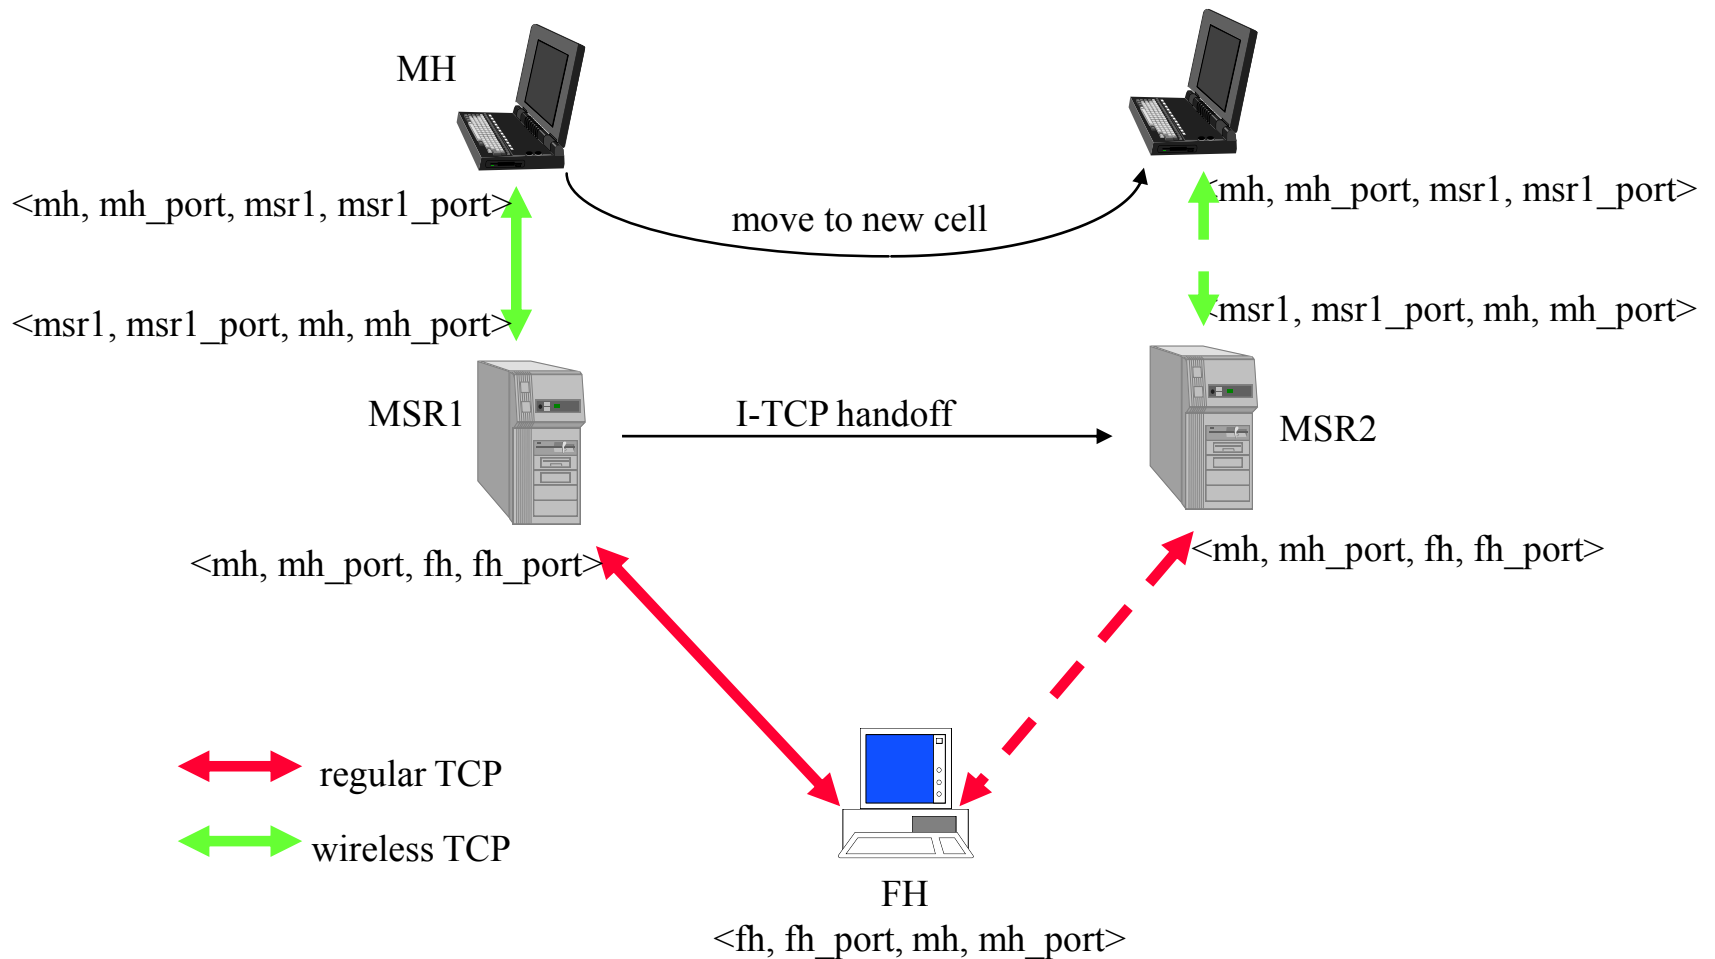 MH
<mh, mh_port, msr1, msr1_port>
<mh, mh_port, msr1, msr1_port>
move to new cell
<msr1, msr1_port, mh, mh_port>
<msr1, msr1_port, mh, mh_port>
MSR1
I-TCP handoff
MSR2
<mh, mh_port, fh, fh_port>
<mh, mh_port, fh, fh_port>
regular TCP
wireless TCP
FH
<fh, fh_port, mh, mh_port>